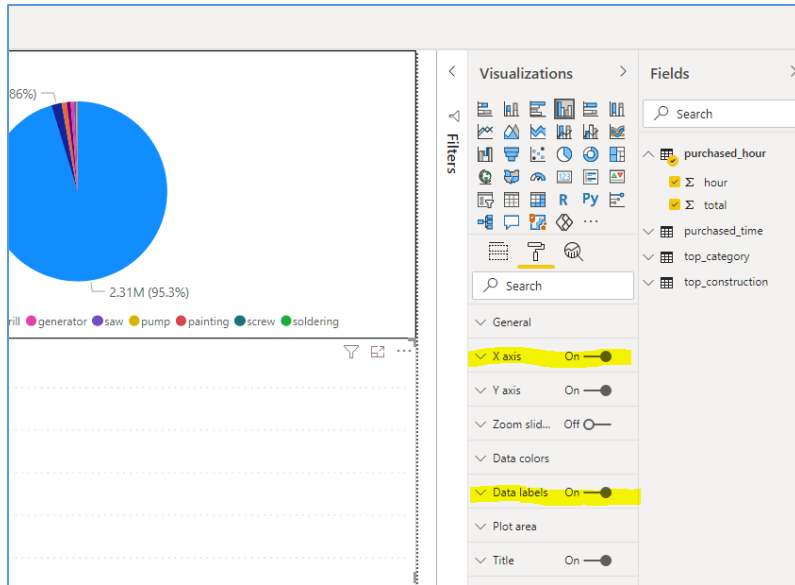 86%)
2.31M (95.3%)
rill generator saw pump painting screw soldering
Filters
Visualizations
123
R Py
Search
General
X axis On
Y axis On
Zoom slid... Off
Data colors
Data labels On
Plot area
Title On
Fields
Search
purchased_hour
Σ hour
Σ total
purchased_time
top_category
top_construction